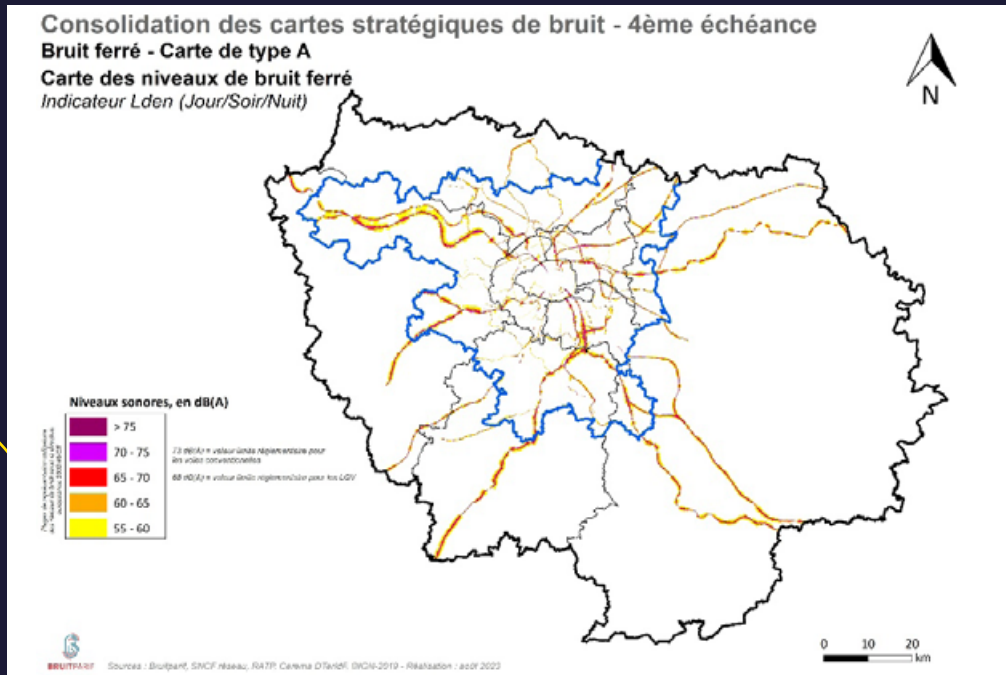 Consolidation des cartes stratégiques de bruit - 4ème échéance
Bruit ferré - Carte de type A
Carte des niveaux de bruit ferré
Indicateur Lden (Jour/Soir/Nuit)
N
Niveaux sonores, en dB(A)
> 75
70 - 75
73 dB(A) = valeur limite réglementaire pour
les voies conventionnelles
65 - 70
68 dB(A) = valeur limite réglementaire pour les LGV
60 - 65
55 - 60
0 10 20
km
BRUITPARIF
Sources : Bruitparif, SNCF réseau, RATP, Cerema DTerIdF, ©IGN-2019 - Réalisation : août 2023